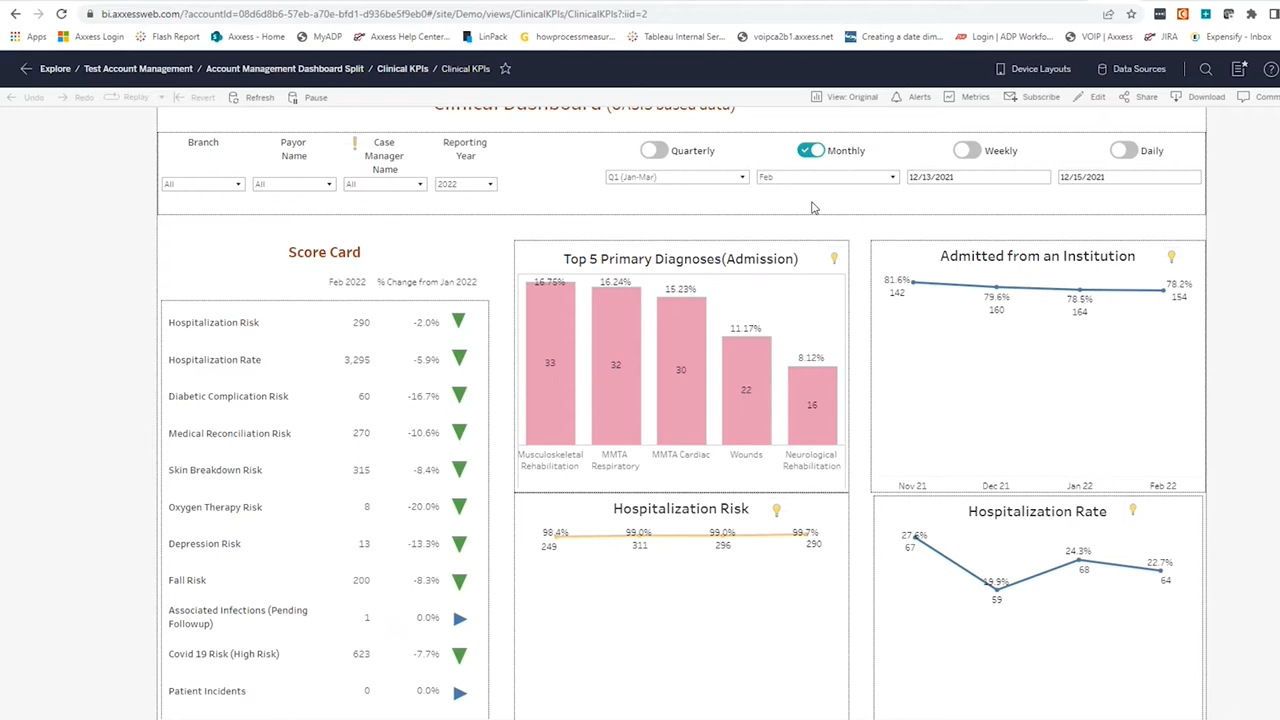 bi.axxessweb.com/?accountId=08d6d8b6-57eb-a70e-bfd1-d936be5f9eb0#/site/Demo/views/ClinicalKPIs/ClinicalKPIs?:iid=2
Apps Axxess Login Flash Report Axxess - Home MyADP Axxess Help Center... LinPack howprocessmeasur... Tableau Internal Ser... voipca2b1.axxess.net Creating a date dim... Login | ADP Workfo... VOIP | Axxess JIRA Expensify - Inbox
Explore / Test Account Management / Account Management Dashboard Split / Clinical KPIs / Clinical KPIs Device Layouts Data Sources
Undo Redo Replay Revert Refresh Pause View: Original Alerts Metrics Subscribe Edit Share Download Comm
Clinical Dashboard (OASIS based data)
Branch
Payor
Name
Case
Manager
Name
Reporting
Year
All
All
All
2022
Quarterly
Monthly
Weekly
Daily
Q1 (Jan-Mar)
Feb
12/13/2021
12/15/2021
Score Card
Feb 2022 % Change from Jan 2022
Hospitalization Risk 290 -2.0%
Hospitalization Rate 3,295 -5.9%
Diabetic Complication Risk 60 -16.7%
Medical Reconciliation Risk 270 -10.6%
Skin Breakdown Risk 315 -8.4%
Oxygen Therapy Risk 8 -20.0%
Depression Risk 13 -13.3%
Fall Risk 200 -8.3%
Associated Infections (Pending
Followup) 1 0.0%
Covid 19 Risk (High Risk) 623 -7.7%
Patient Incidents 0 0.0%
Top 5 Primary Diagnoses(Admission)
16.75% 16.24% 15.23% 11.17% 8.12%
33 32 30 22 16
Musculoskeletal
Rehabilitation
MMTA
Respiratory
MMTA Cardiac
Wounds
Neurological
Rehabilitation
Admitted from an Institution
81.6%
142
79.6%
160
78.5%
164
78.2%
154
Nov 21 Dec 21 Jan 22 Feb 22
Hospitalization Risk
98.4% 99.0% 99.0% 99.7%
249 311 296 290
Hospitalization Rate
67
19.9%
59
24.3%
68
22.7%
64